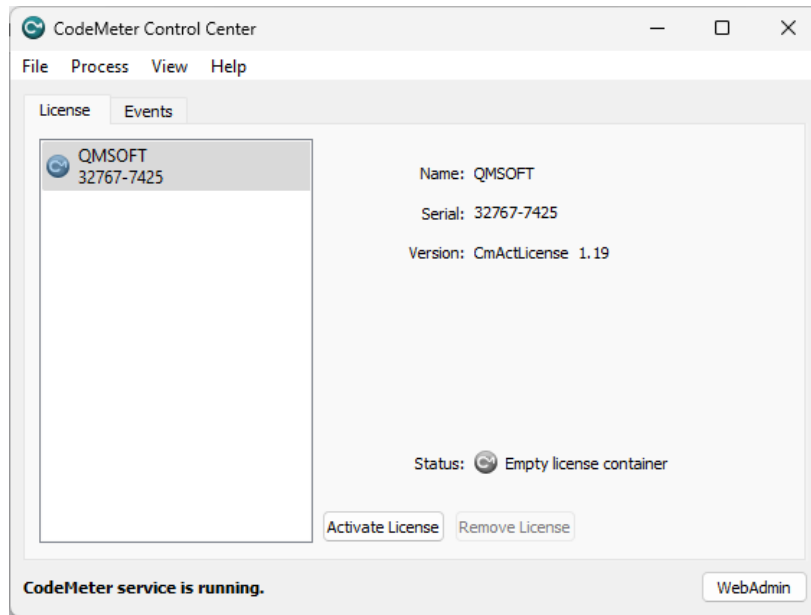 CodeMeter Control Center
File Process View Help
License Events
QMSOFT
32767-7425
Name: QMSOFT
Serial: 32767-7425
Version: CmActLicense 1.19
Status: Empty license container
Activate License Remove License
CodeMeter service is running. WebAdmin